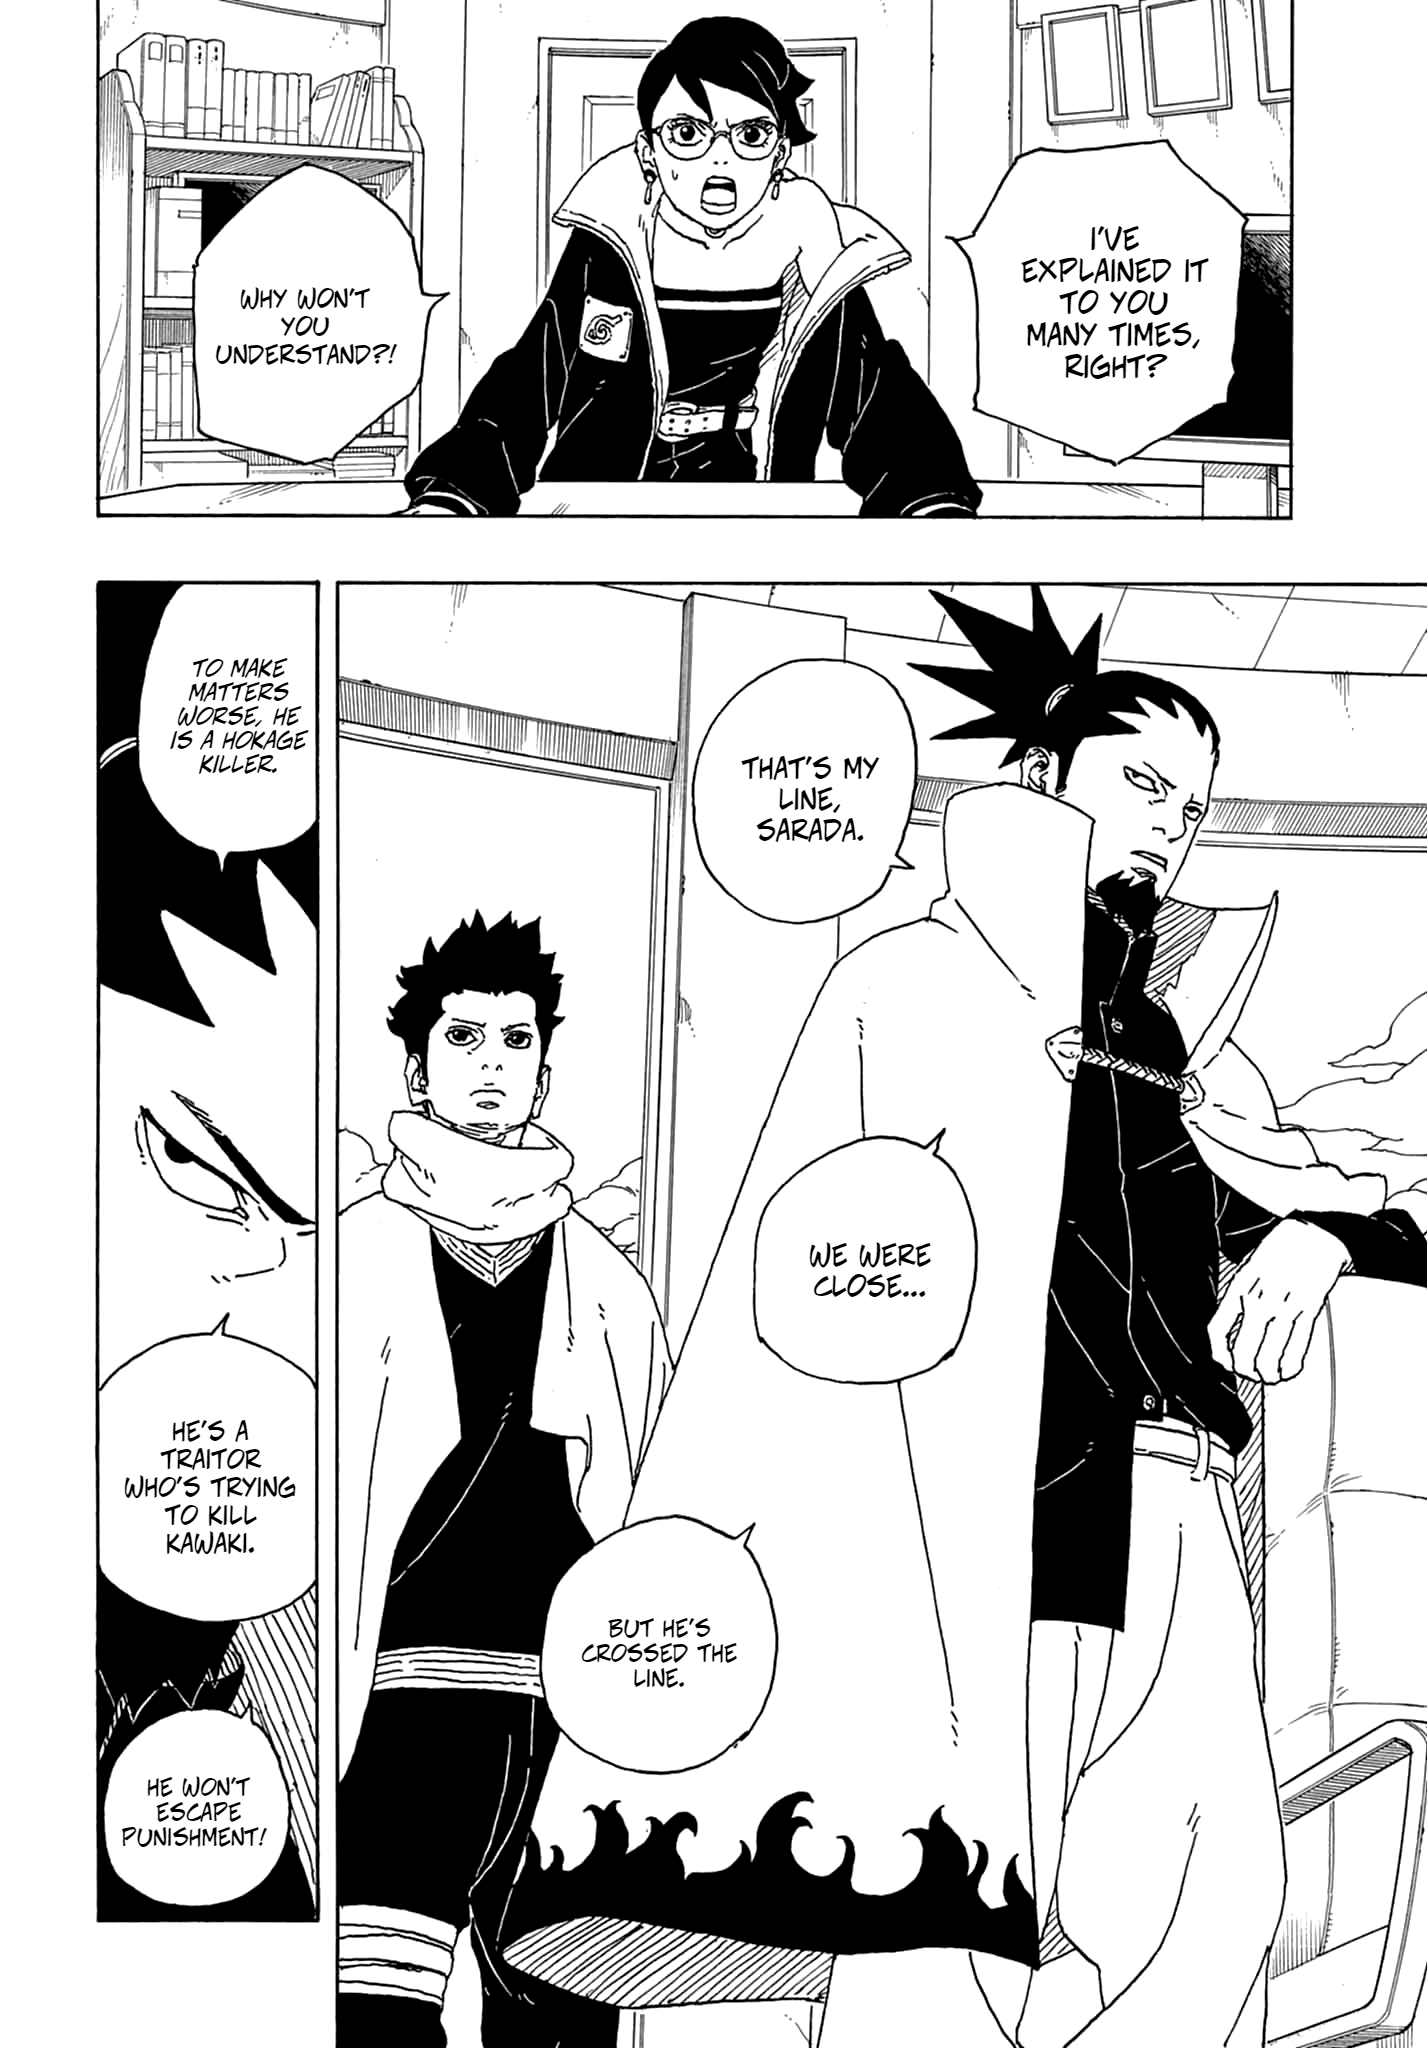 I'VE
EXPLAINED IT
TO YOU
MANY TIMES,
RIGHT?
WHY WON'T
YOU
UNDERSTAND?!
THAT'S MY
LINE,
SARADA.
WE WERE
CLOSE...
BUT HE'S
CROSSED THE
LINE.
TO MAKE
MATTERS
WORSE, HE
IS A HOKAGE
KILLER.
HE'S A
TRAITOR
WHO'S TRYING
TO KILL
KAWAKI.
HE WON'T
ESCAPE
PUNISHMENT!